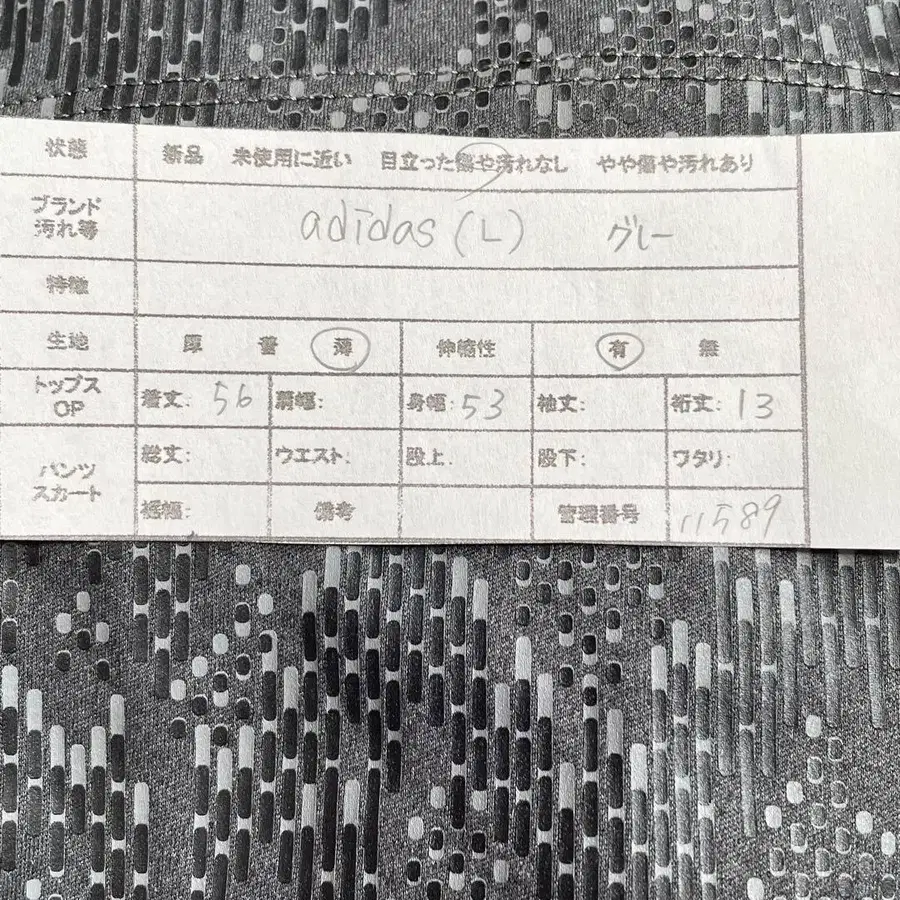 状態 新品 未使用に近い 目立った傷や汚れなし やや傷や汚れあり
ブランド
汚れ等 adidas (L) グレー
特徴
生地 厚 普 薄 伸縮性 有 無
トップス
OP 着丈: 56 肩幅: 身幅: 53 袖丈: 裄丈: 13
パンツ
スカート 総丈: ウエスト: 股上: 股下: ワタリ:
裾幅: 備考 管理番号 11589